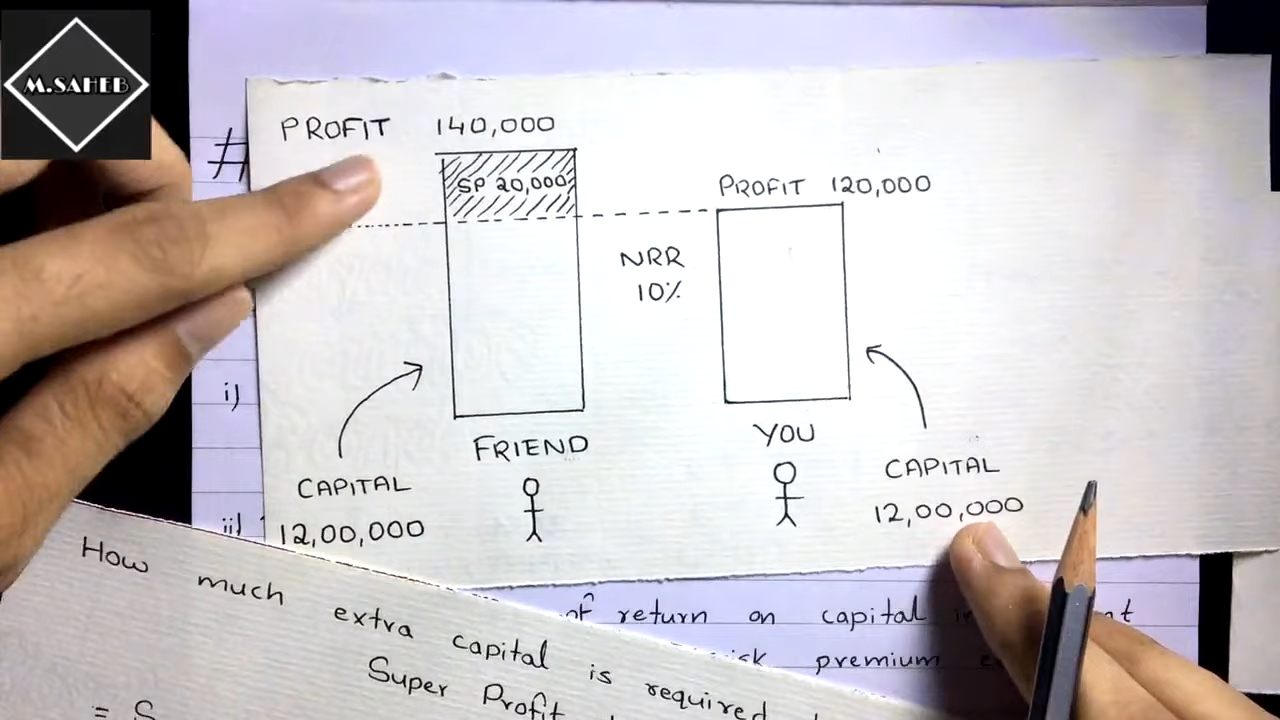 M.SAHEB
#
PROFIT 140,000
SP 20,000
PROFIT 120,000
NRR
10%
FRIEND
YOU
CAPITAL
12,00,000
CAPITAL
12,00,000
i)
ii)
of return on capital
premium
How much extra capital is required
Super Profit
=